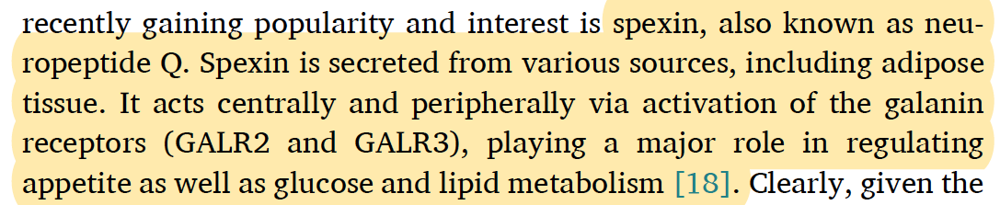 recently gaining popularity and interest is spexin, also known as neu-
ropeptide Q. Spexin is secreted from various sources, including adipose
tissue. It acts centrally and peripherally via activation of the galanin
receptors (GALR2 and GALR3), playing a major role in regulating
appetite as well as glucose and lipid metabolism [18]. Clearly, given the